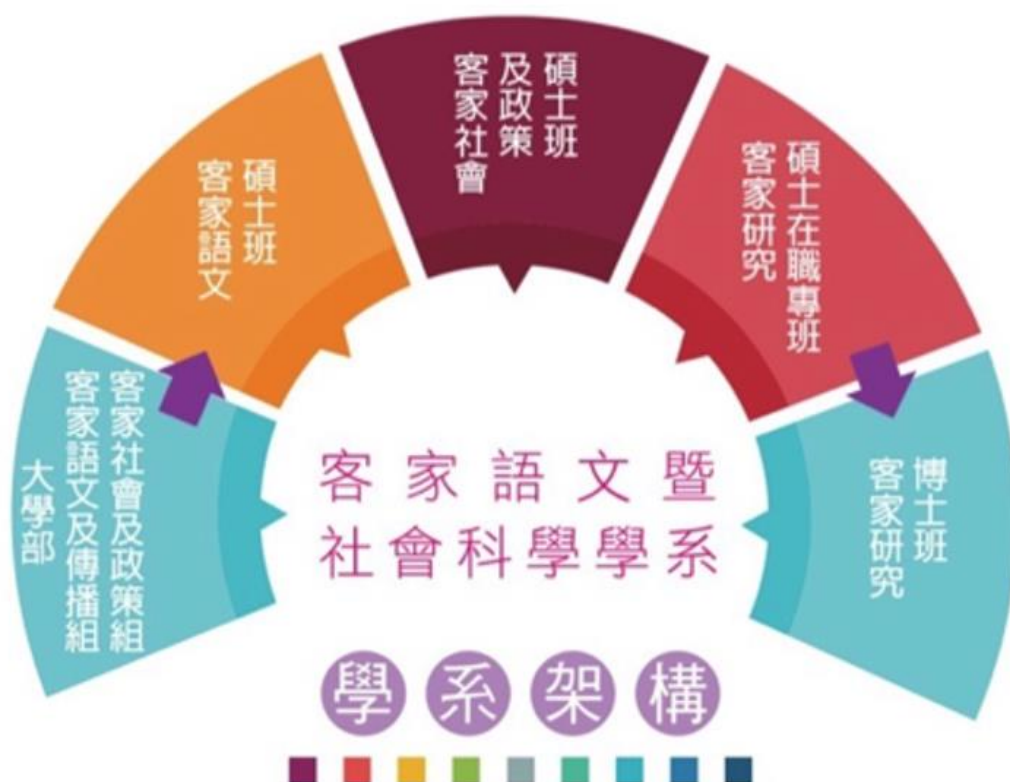 大學部
客家語文及傳播組
客家社會及政策組
客家語文
碩士班
客家社會
及政策
碩士班
客家研究
碩士在職專班
客家研究
博士班
客家語文暨
社會科學學系
學系架構